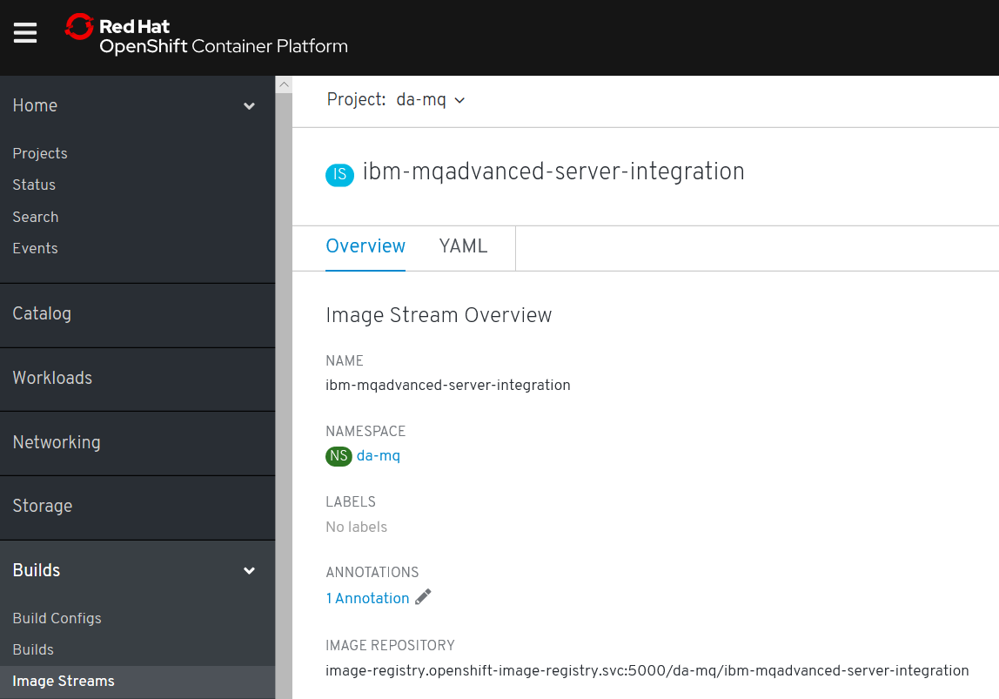 Red Hat
OpenShift Container Platform
Home
Projects
Status
Search
Events
Catalog
Workloads
Networking
Storage
Builds
Build Configs
Builds
Image Streams
Project: da-mq
IS ibm-mqadvanced-server-integration
Overview YAML
Image Stream Overview
NAME
ibm-mqadvanced-server-integration
NAMESPACE
NS da-mq
LABELS
No labels
ANNOTATIONS
1 Annotation
IMAGE REPOSITORY
image-registry.openshift-image-registry.svc:5000/da-mq/ibm-mqadvanced-server-integration